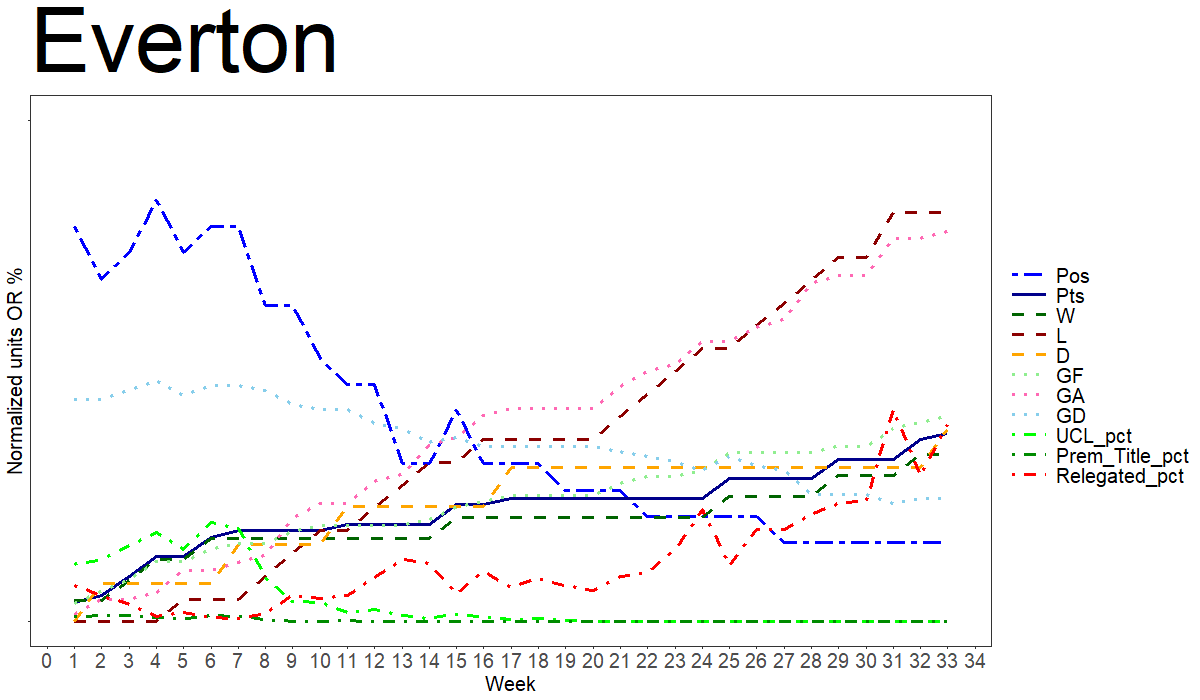 Everton
Normalized units OR %
Pos
Pts
W
L
D
GF
GA
GD
UCL_pct
Prem_Title_pct
Relegated_pct
0 1 2 3 4 5 6 7 8 9 10 11 12 13 14 15 16 17 18 19 20 21 22 23 24 25 26 27 28 29 30 31 32 33 34
Week